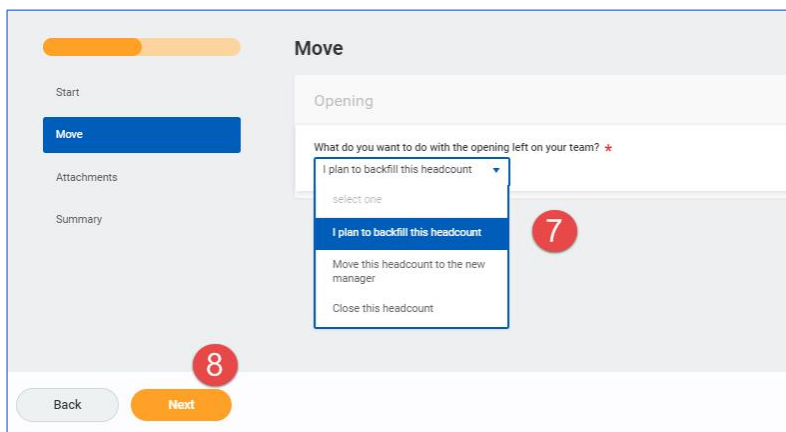 Move
Start
Move
Attachments
Summary
Opening
What do you want to do with the opening left on your team? *
I plan to backfill this headcount
select one
I plan to backfill this headcount
Move this headcount to the new
manager
Close this headcount
7
8
Back
Next